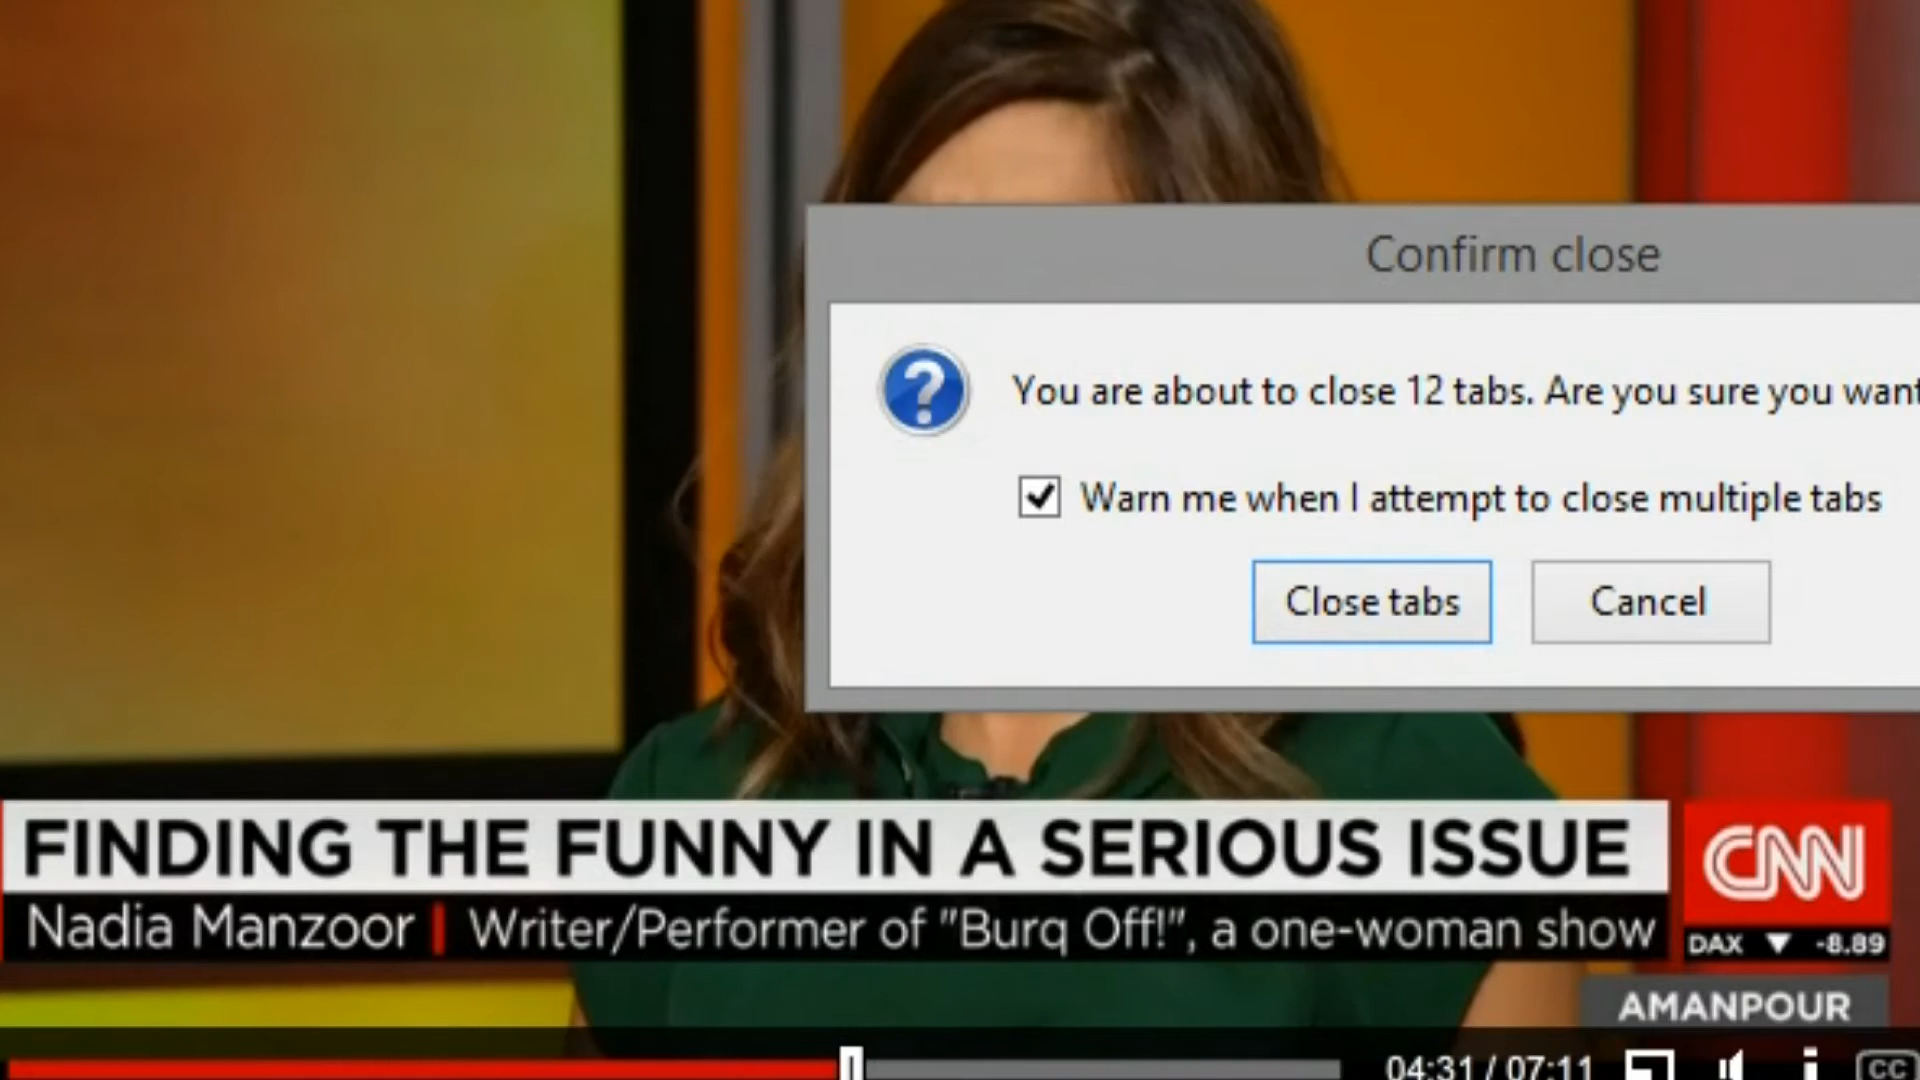 Confirm close
You are about to close 12 tabs. Are you sure you want
Warn me when I attempt to close multiple tabs
Close tabs
Cancel
FINDING THE FUNNY IN A SERIOUS ISSUE
CNN
Nadia Manzoor | Writer/Performer of "Burq Off!", a one-woman show
DAX ▼ -8.89
AMANPOUR
04:31 / 07:11
CC